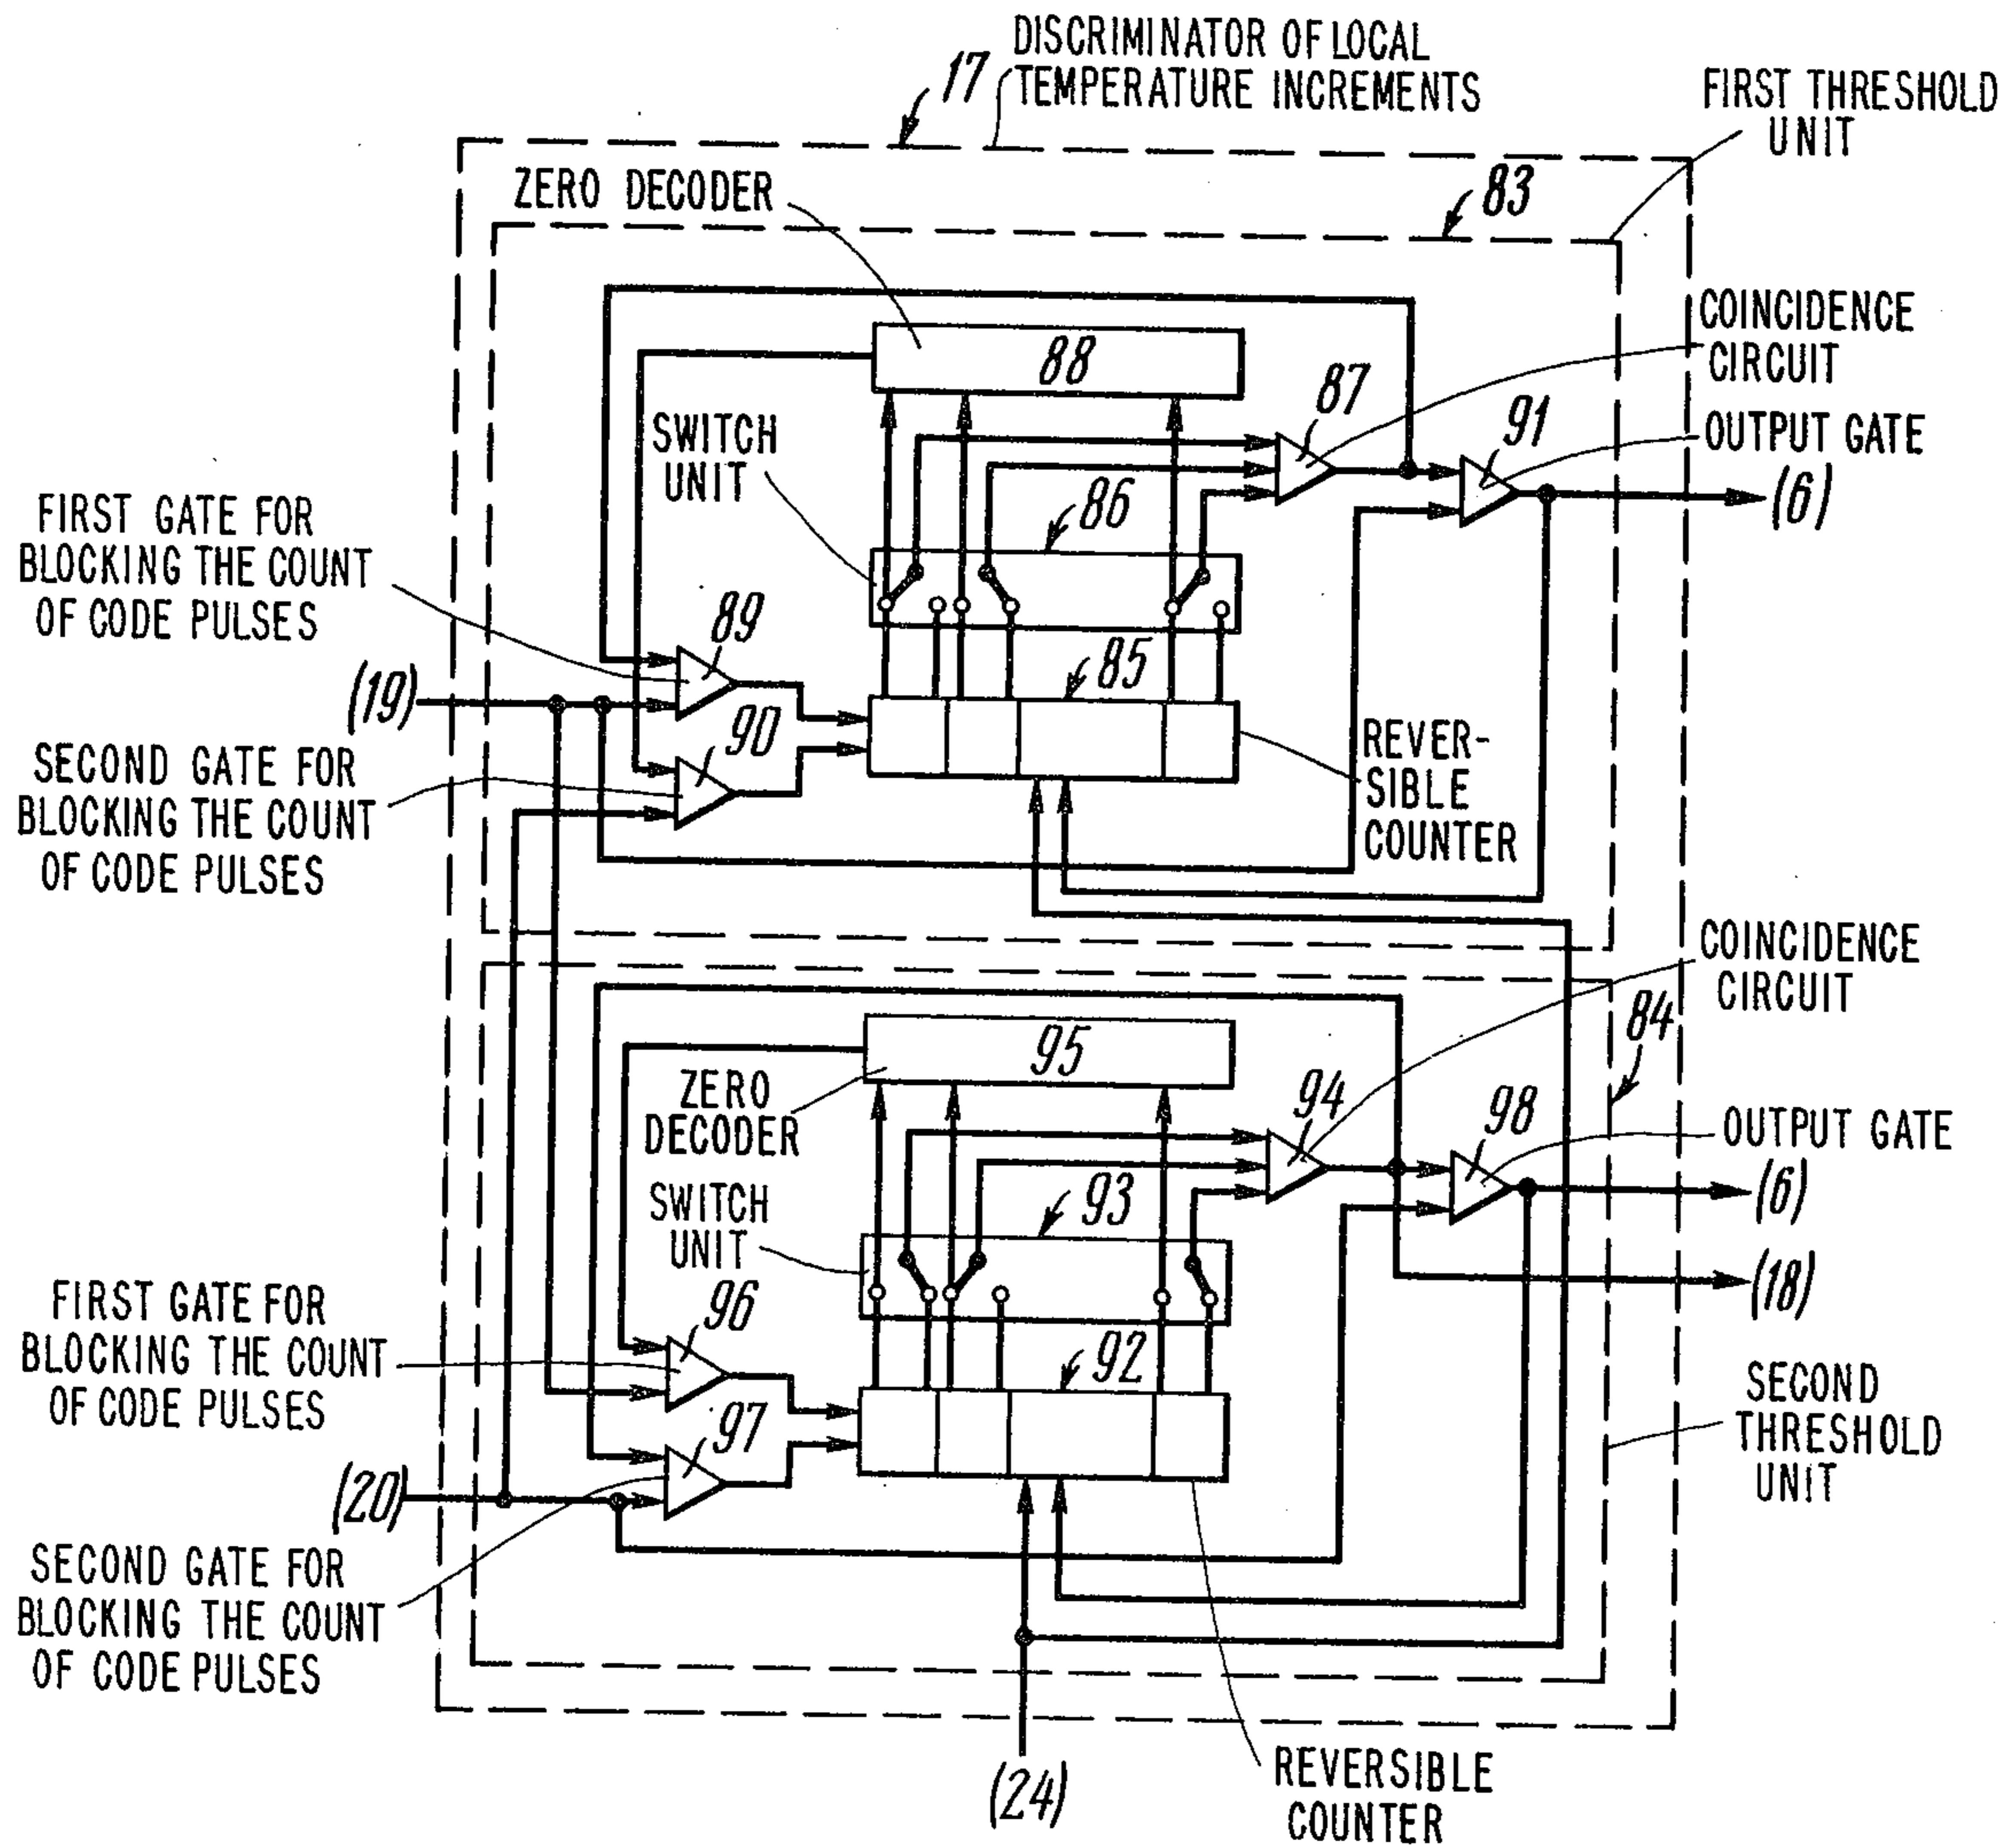 DISCRIMINATOR OF LOCAL
17 TEMPERATURE INCREMENTS
FIRST THRESHOLD
UNIT
ZERO DECODER
83
88
COINCIDENCE
CIRCUIT
87
91
OUTPUT GATE
(6)
SWITCH
UNIT
86
FIRST GATE FOR
BLOCKING THE COUNT
OF CODE PULSES
89
85
(19)
90
SECOND GATE FOR
BLOCKING THE COUNT
OF CODE PULSES
REVER-
SIBLE
COUNTER
COINCIDENCE
CIRCUIT
84
95
ZERO
DECODER
94
98
OUTPUT GATE
(6)
SWITCH
UNIT
93
(18)
FIRST GATE FOR
BLOCKING THE COUNT
OF CODE PULSES
96
92
97
SECOND
THRESHOLD
UNIT
(20)
SECOND GATE FOR
BLOCKING THE COUNT
OF CODE PULSES
(24)
REVERSIBLE
COUNTER